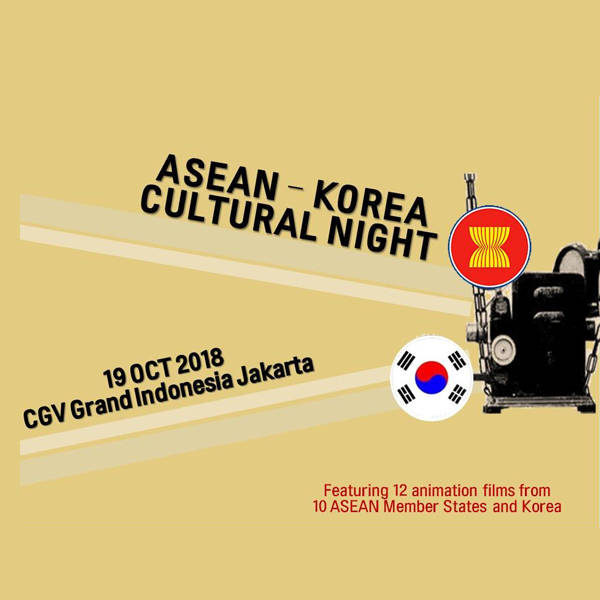 ASEAN – KOREA
CULTURAL NIGHT
19 OCT 2018
CGV Grand Indonesia Jakarta
Featuring 12 animation films from
10 ASEAN Member States and Korea